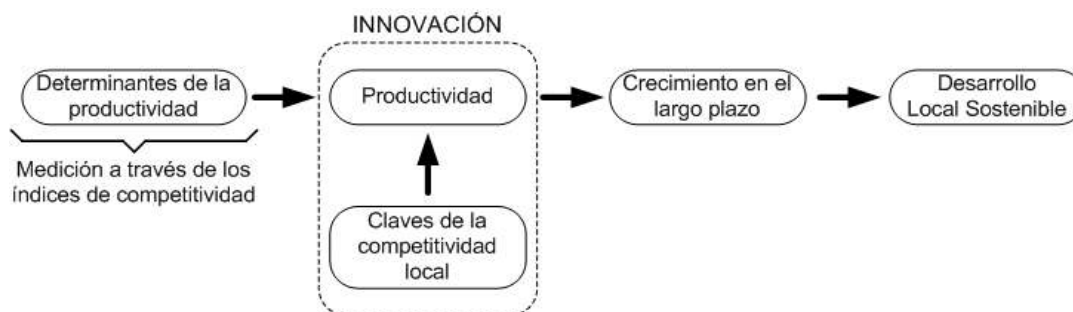 INNOVACIÓN
Determinantes de la
productividad
Productividad
Crecimiento en el
largo plazo
Desarrollo
Local Sostenible
Medición a través de los
índices de competitividad
Claves de la
competitividad
local